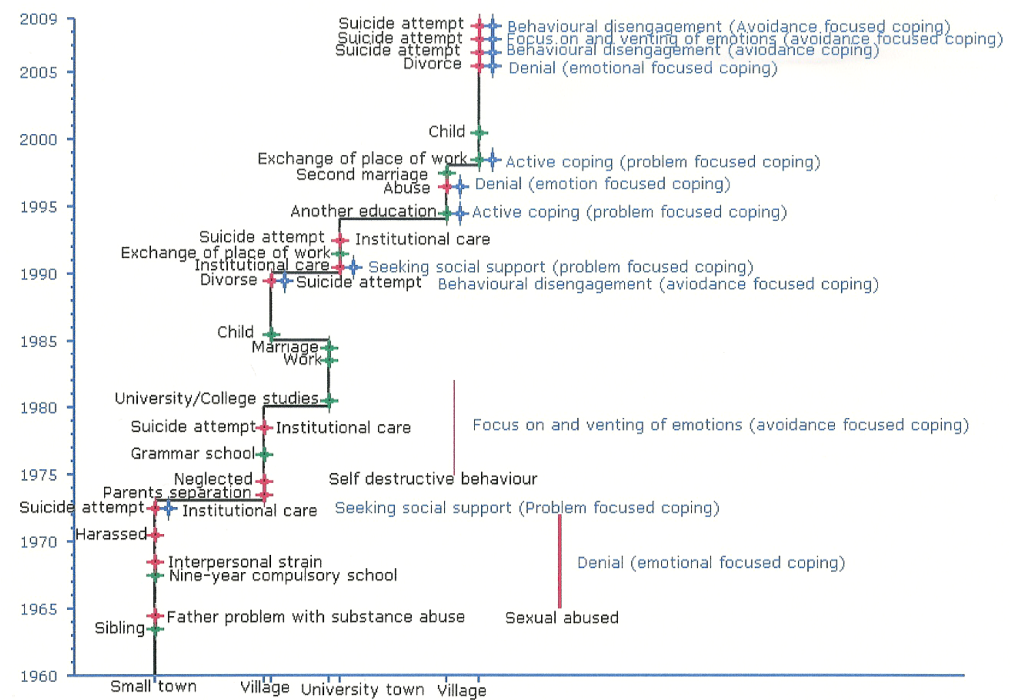 2009
Suicide attempt Behavioural disengagement (Avoidance focused coping)
Suicide attempt Focus on and venting of emotions (avoidance focused coping)
Suicide attempt Behavioural disengagement (aviodance coping)
Divorce Denial (emotional focused coping)
2005
Child
2000
Exchange of place of work Active coping (problem focused coping)
Second marriage
Abuse Denial (emotion focused coping)
1995
Another education Active coping (problem focused coping)
Suicide attempt Institutional care
Exchange of place of work
Institutional care Seeking social support (problem focused coping)
1990
Divorse Suicide attempt Behavioural disengagement (aviodance focused coping)
Child
1985
Marriage
Work
University/College studies
1980
Suicide attempt Institutional care Focus on and venting of emotions (avoidance focused coping)
Grammar school
1975
Neglected Self destructive behaviour
Parents separation
Suicide attempt Institutional care Seeking social support (Problem focused coping)
Harassed
1970
Interpersonal strain Denial (emotional focused coping)
Nine-year compulsory school
1965
Father problem with substance abuse Sexual abused
Sibling
1960
Small town Village University town Village